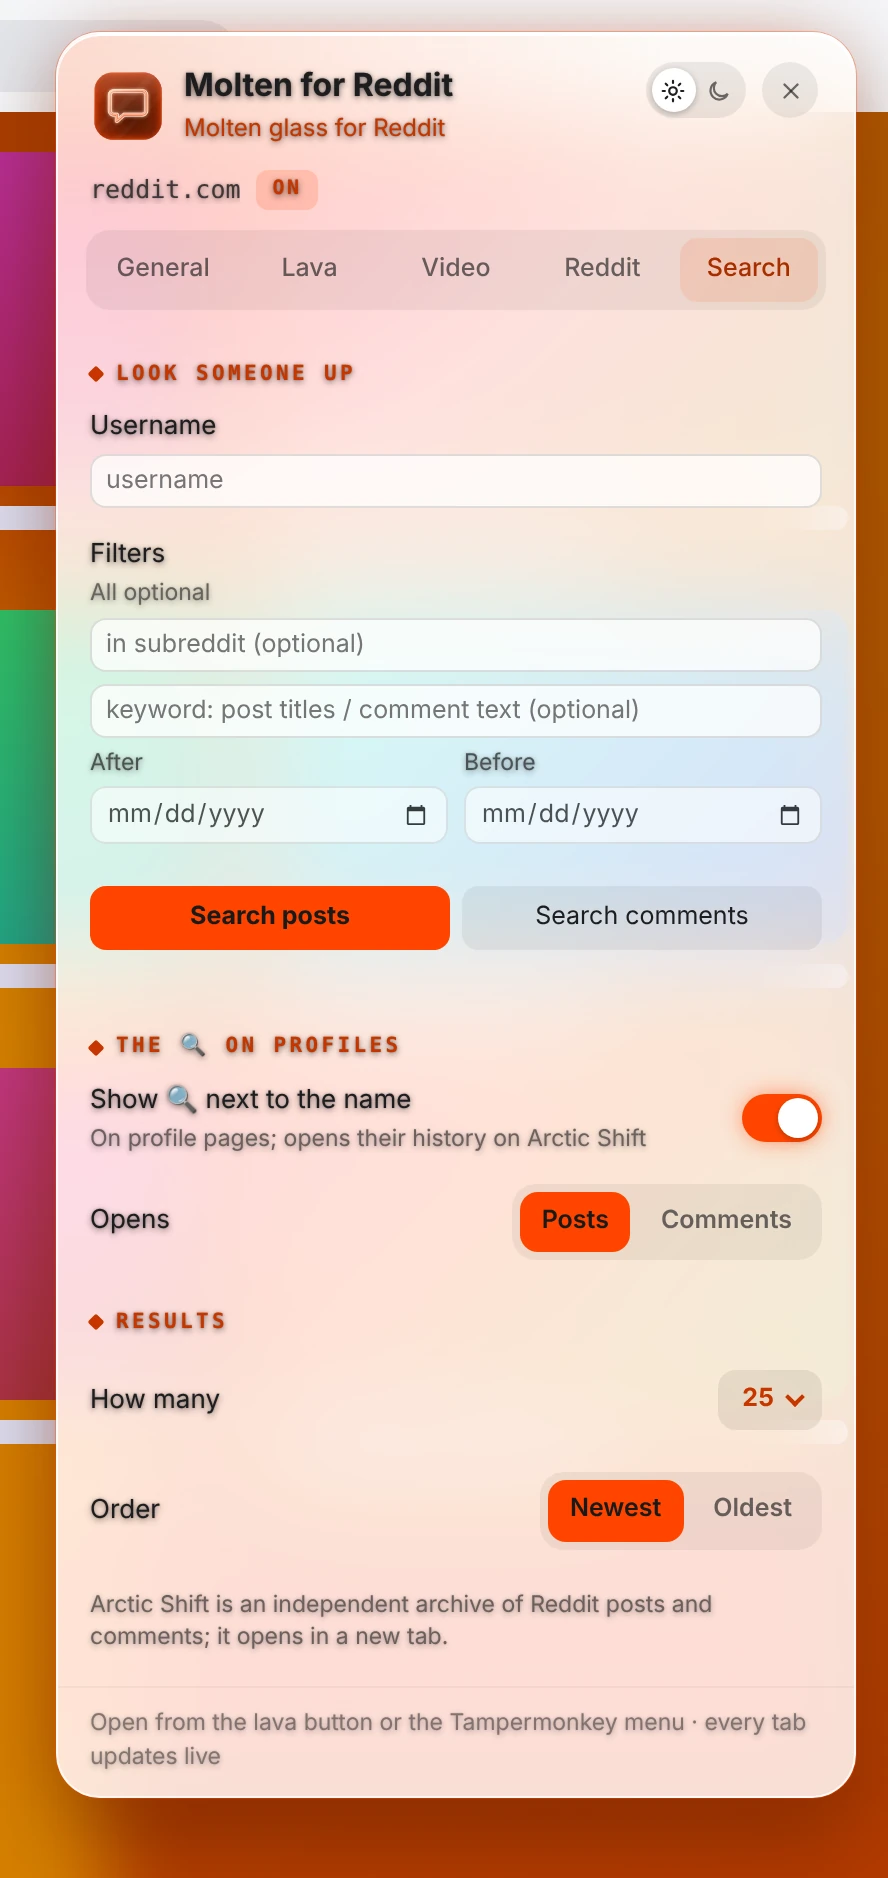 Molten for Reddit
Molten glass for Reddit
reddit.com ON
General Lava Video Reddit Search
LOOK SOMEONE UP
Username
username
Filters
All optional
in subreddit (optional)
keyword: post titles / comment text (optional)
After Before
mm/dd/yyyy mm/dd/yyyy
Search posts Search comments
THE 🔍 ON PROFILES
Show 🔍 next to the name
On profile pages; opens their history on Arctic Shift
Opens Posts Comments
RESULTS
How many 25
Order Newest Oldest
Arctic Shift is an independent archive of Reddit posts and
comments; it opens in a new tab.
Open from the lava button or the Tampermonkey menu · every tab
updates live